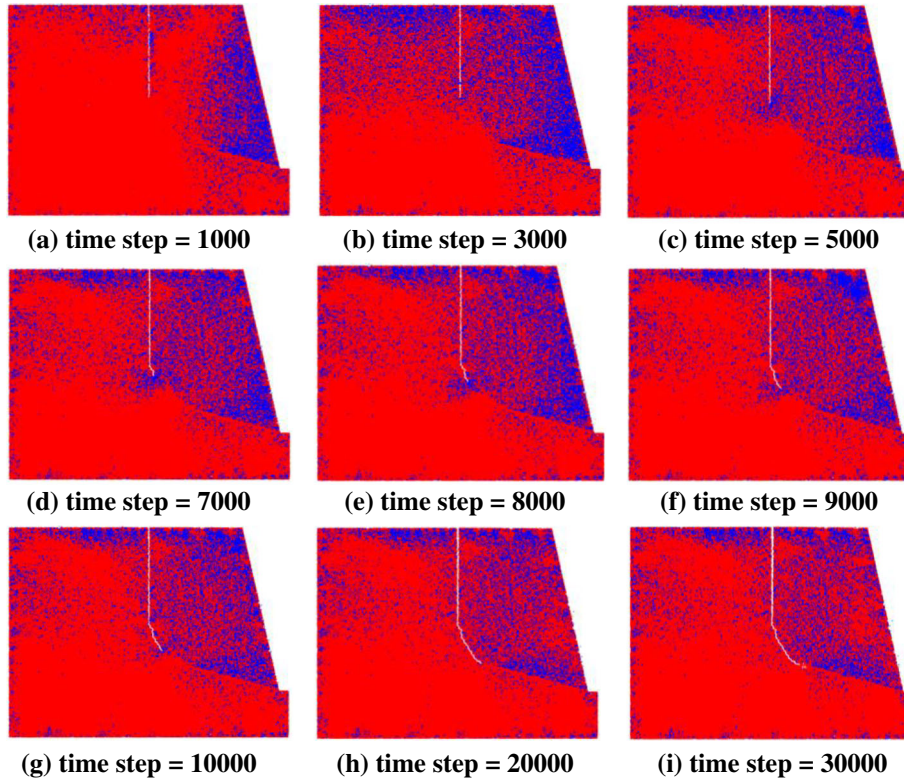 (a) time step = 1000
(b) time step = 3000
(c) time step = 5000
(d) time step = 7000
(e) time step = 8000
(f) time step = 9000
(g) time step = 10000
(h) time step = 20000
(i) time step = 30000